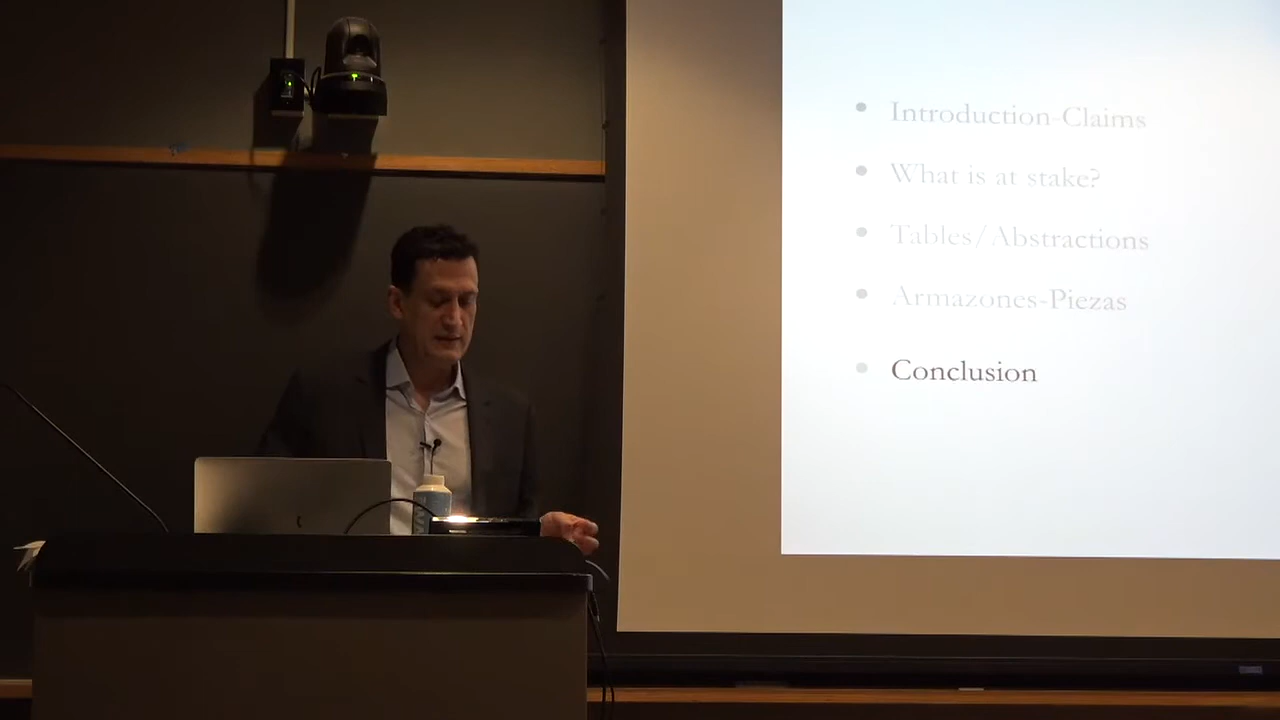 Introduction-Claims
What is at stake?
Tables/Abstractions
Armazones-Piezas
Conclusion